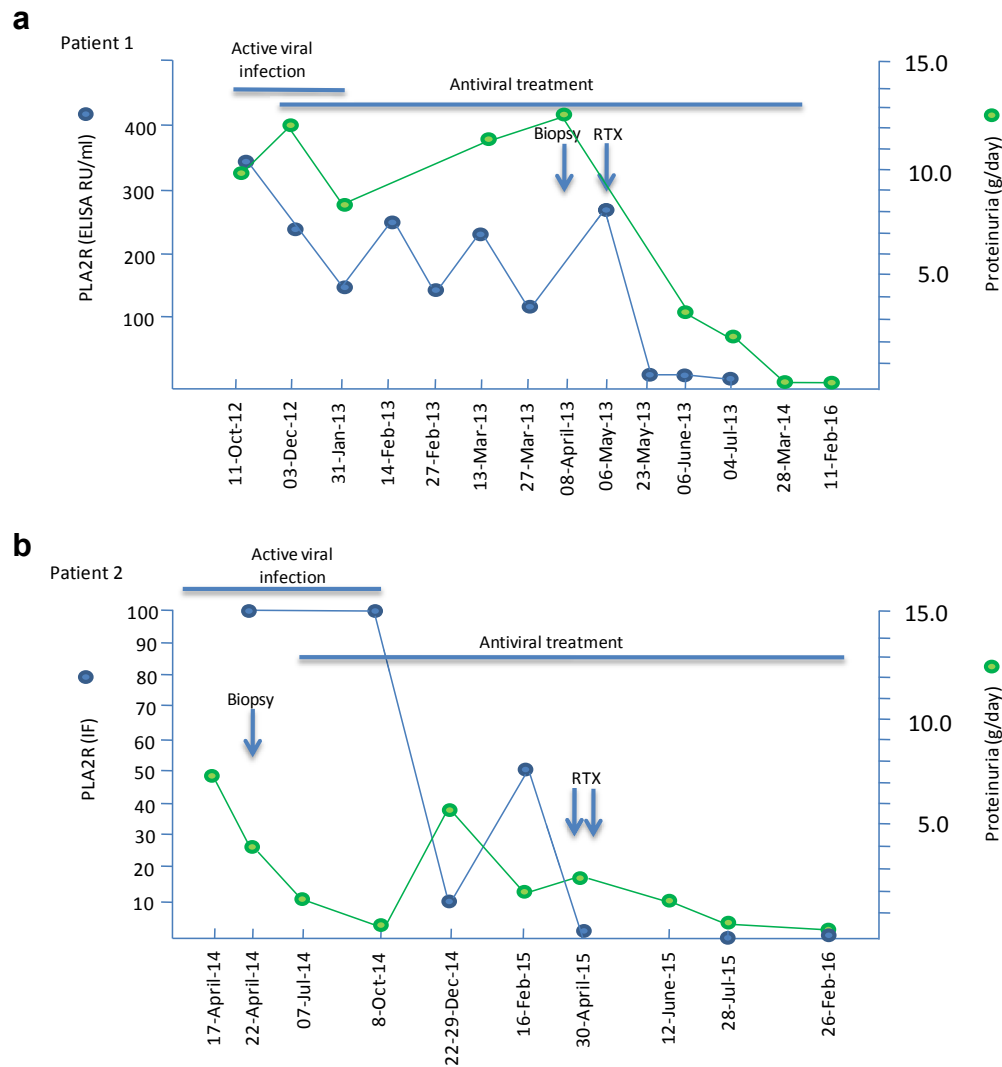 a
Patient 1
Active viral
infection
Antiviral treatment
Biopsy RTX
PLA2R (ELISA RU/ml)
400
300
200
100
15.0
10.0
5.0
Proteinuria (g/day)
11-Oct-12
03-Dec-12
31-Jan-13
14-Feb-13
27-Feb-13
13-Mar-13
27-Mar-13
08-April-13
06-May-13
23-May-13
06-June-13
04-Jul-13
28-Mar-14
11-Feb-16
b
Patient 2
Active viral
infection
Antiviral treatment
Biopsy
RTX
PLA2R (IF)
100
90
80
70
60
50
40
30
20
10
15.0
10.0
5.0
Proteinuria (g/day)
17-April-14
22-April-14
07-Jul-14
8-Oct-14
22-29-Dec-14
16-Feb-15
30-April-15
12-June-15
28-Jul-15
26-Feb-16